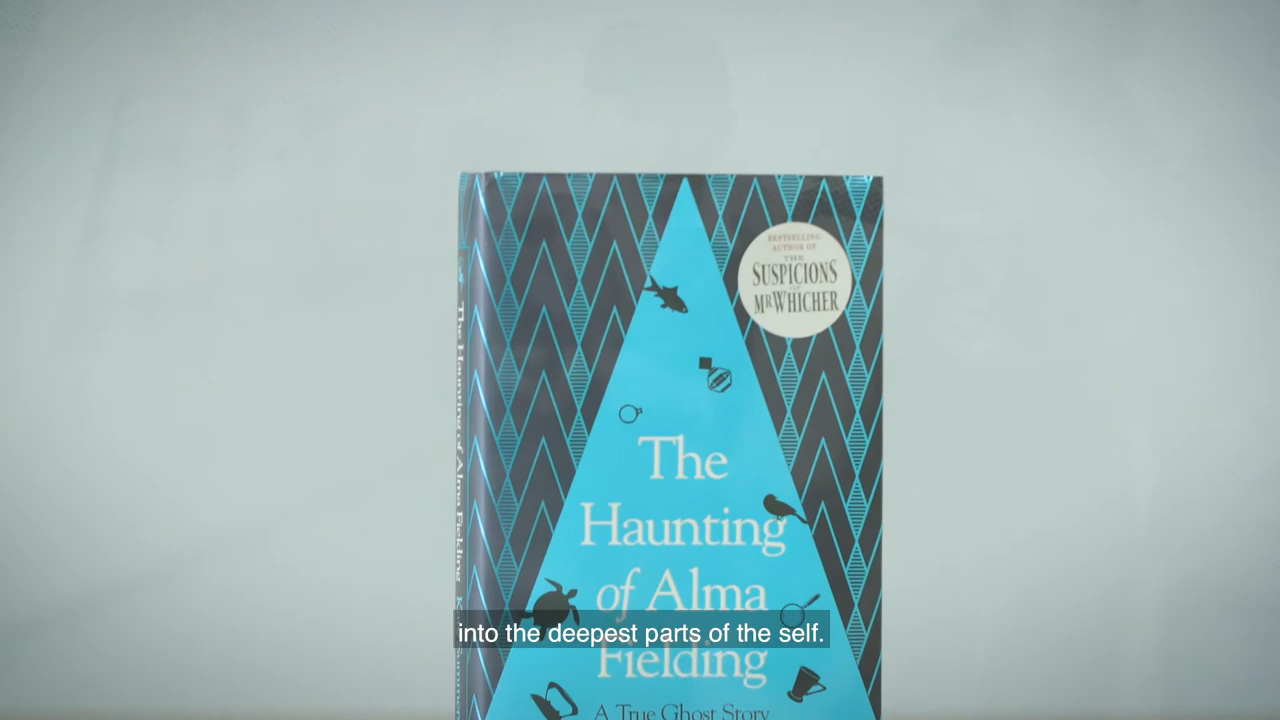 BESTSELLING
AUTHOR OF
THE
SUSPICIONS
OF
MR WHICHER
The
Haunting
of Alma
Fielding
A True Ghost Story
The Haunting of Alma Fielding
into the deepest parts of the self.